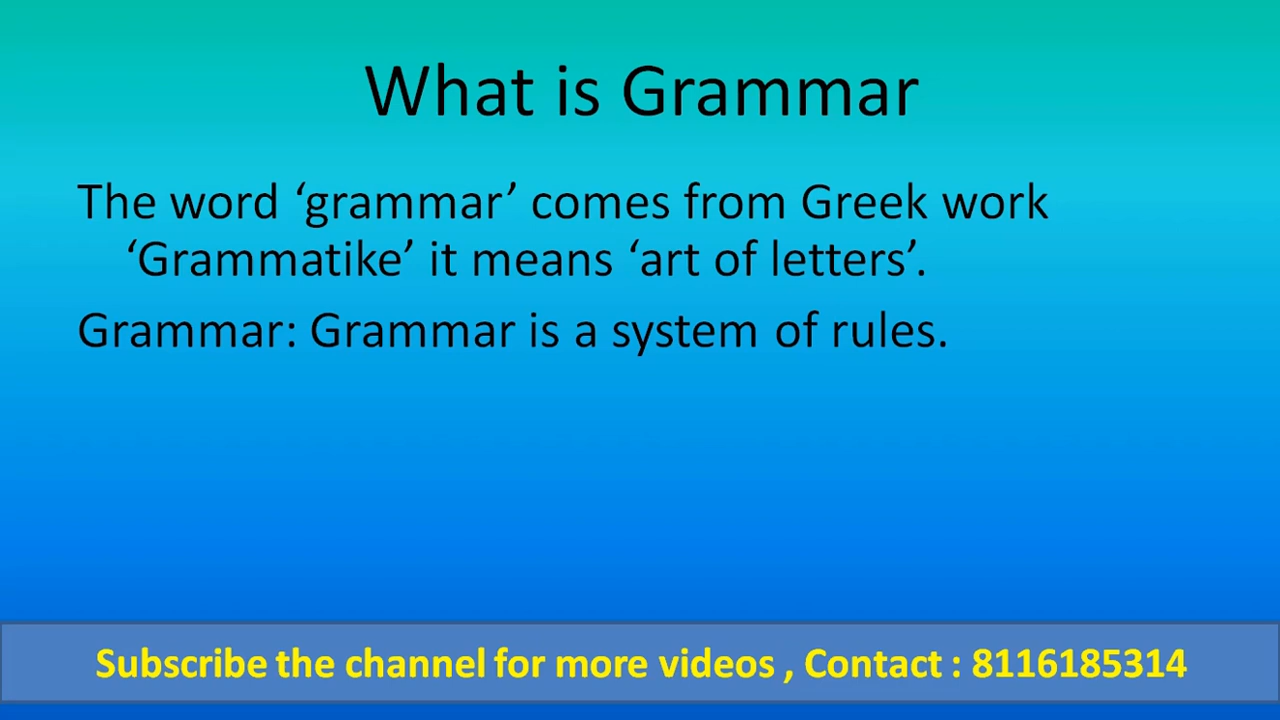 What is Grammar
The word ‘grammar’ comes from Greek work
‘Grammatike’ it means ‘art of letters’.
Grammar: Grammar is a system of rules.
Subscribe the channel for more videos , Contact : 8116185314